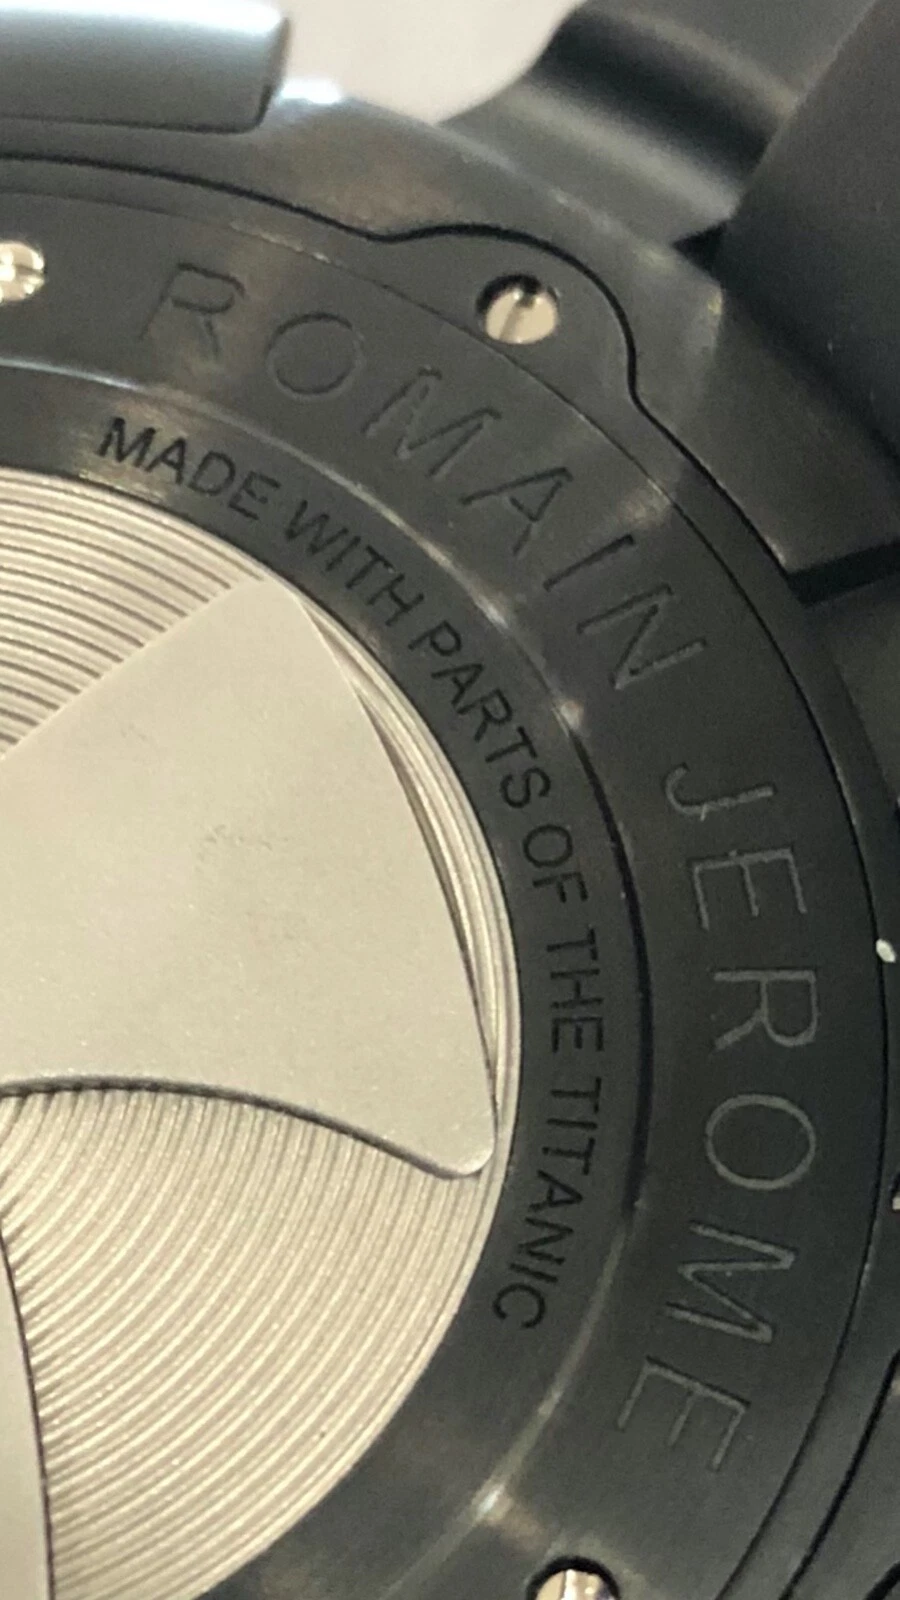 ROMAIN JEROME
MADE WITH PARTS OF THE TITANIC